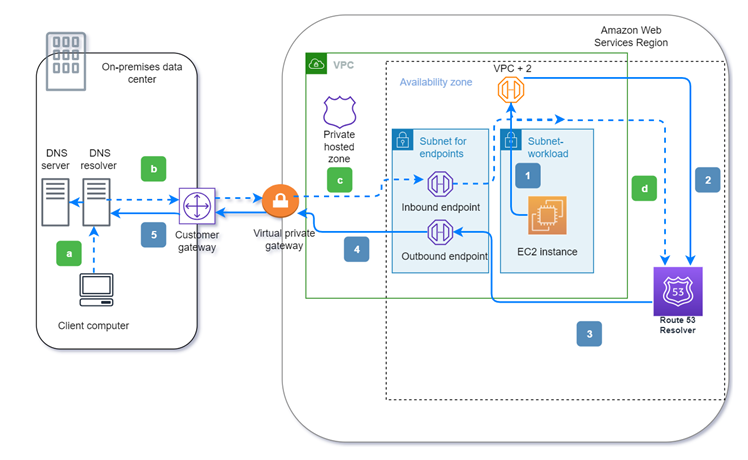 Amazon Web
Services Region
On-premises data
center
VPC
VPC + 2
Availability zone
Private
hosted
zone
Subnet for
endpoints
Subnet-
workload
DNS
server
DNS
resolver
b
c
1
d
2
Inbound endpoint
a
5
Customer
gateway
Virtual private
gateway
4
Outbound endpoint
EC2 instance
53
Client computer
3
Route 53
Resolver